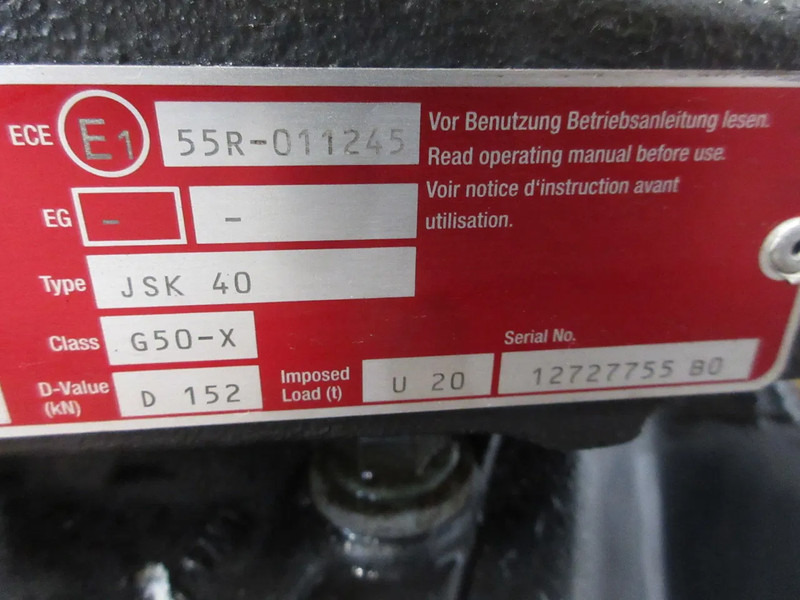 ECE E1 55R-011245
Vor Benutzung Betriebsanleitung lesen.
Read operating manual before use.
Voir notice d'instruction avant
utilisation.
EG - -
Type JSK 40
Class G50-X
D-Value (kN) D 152
Imposed Load (t) U 20
Serial No.
12727755 B0